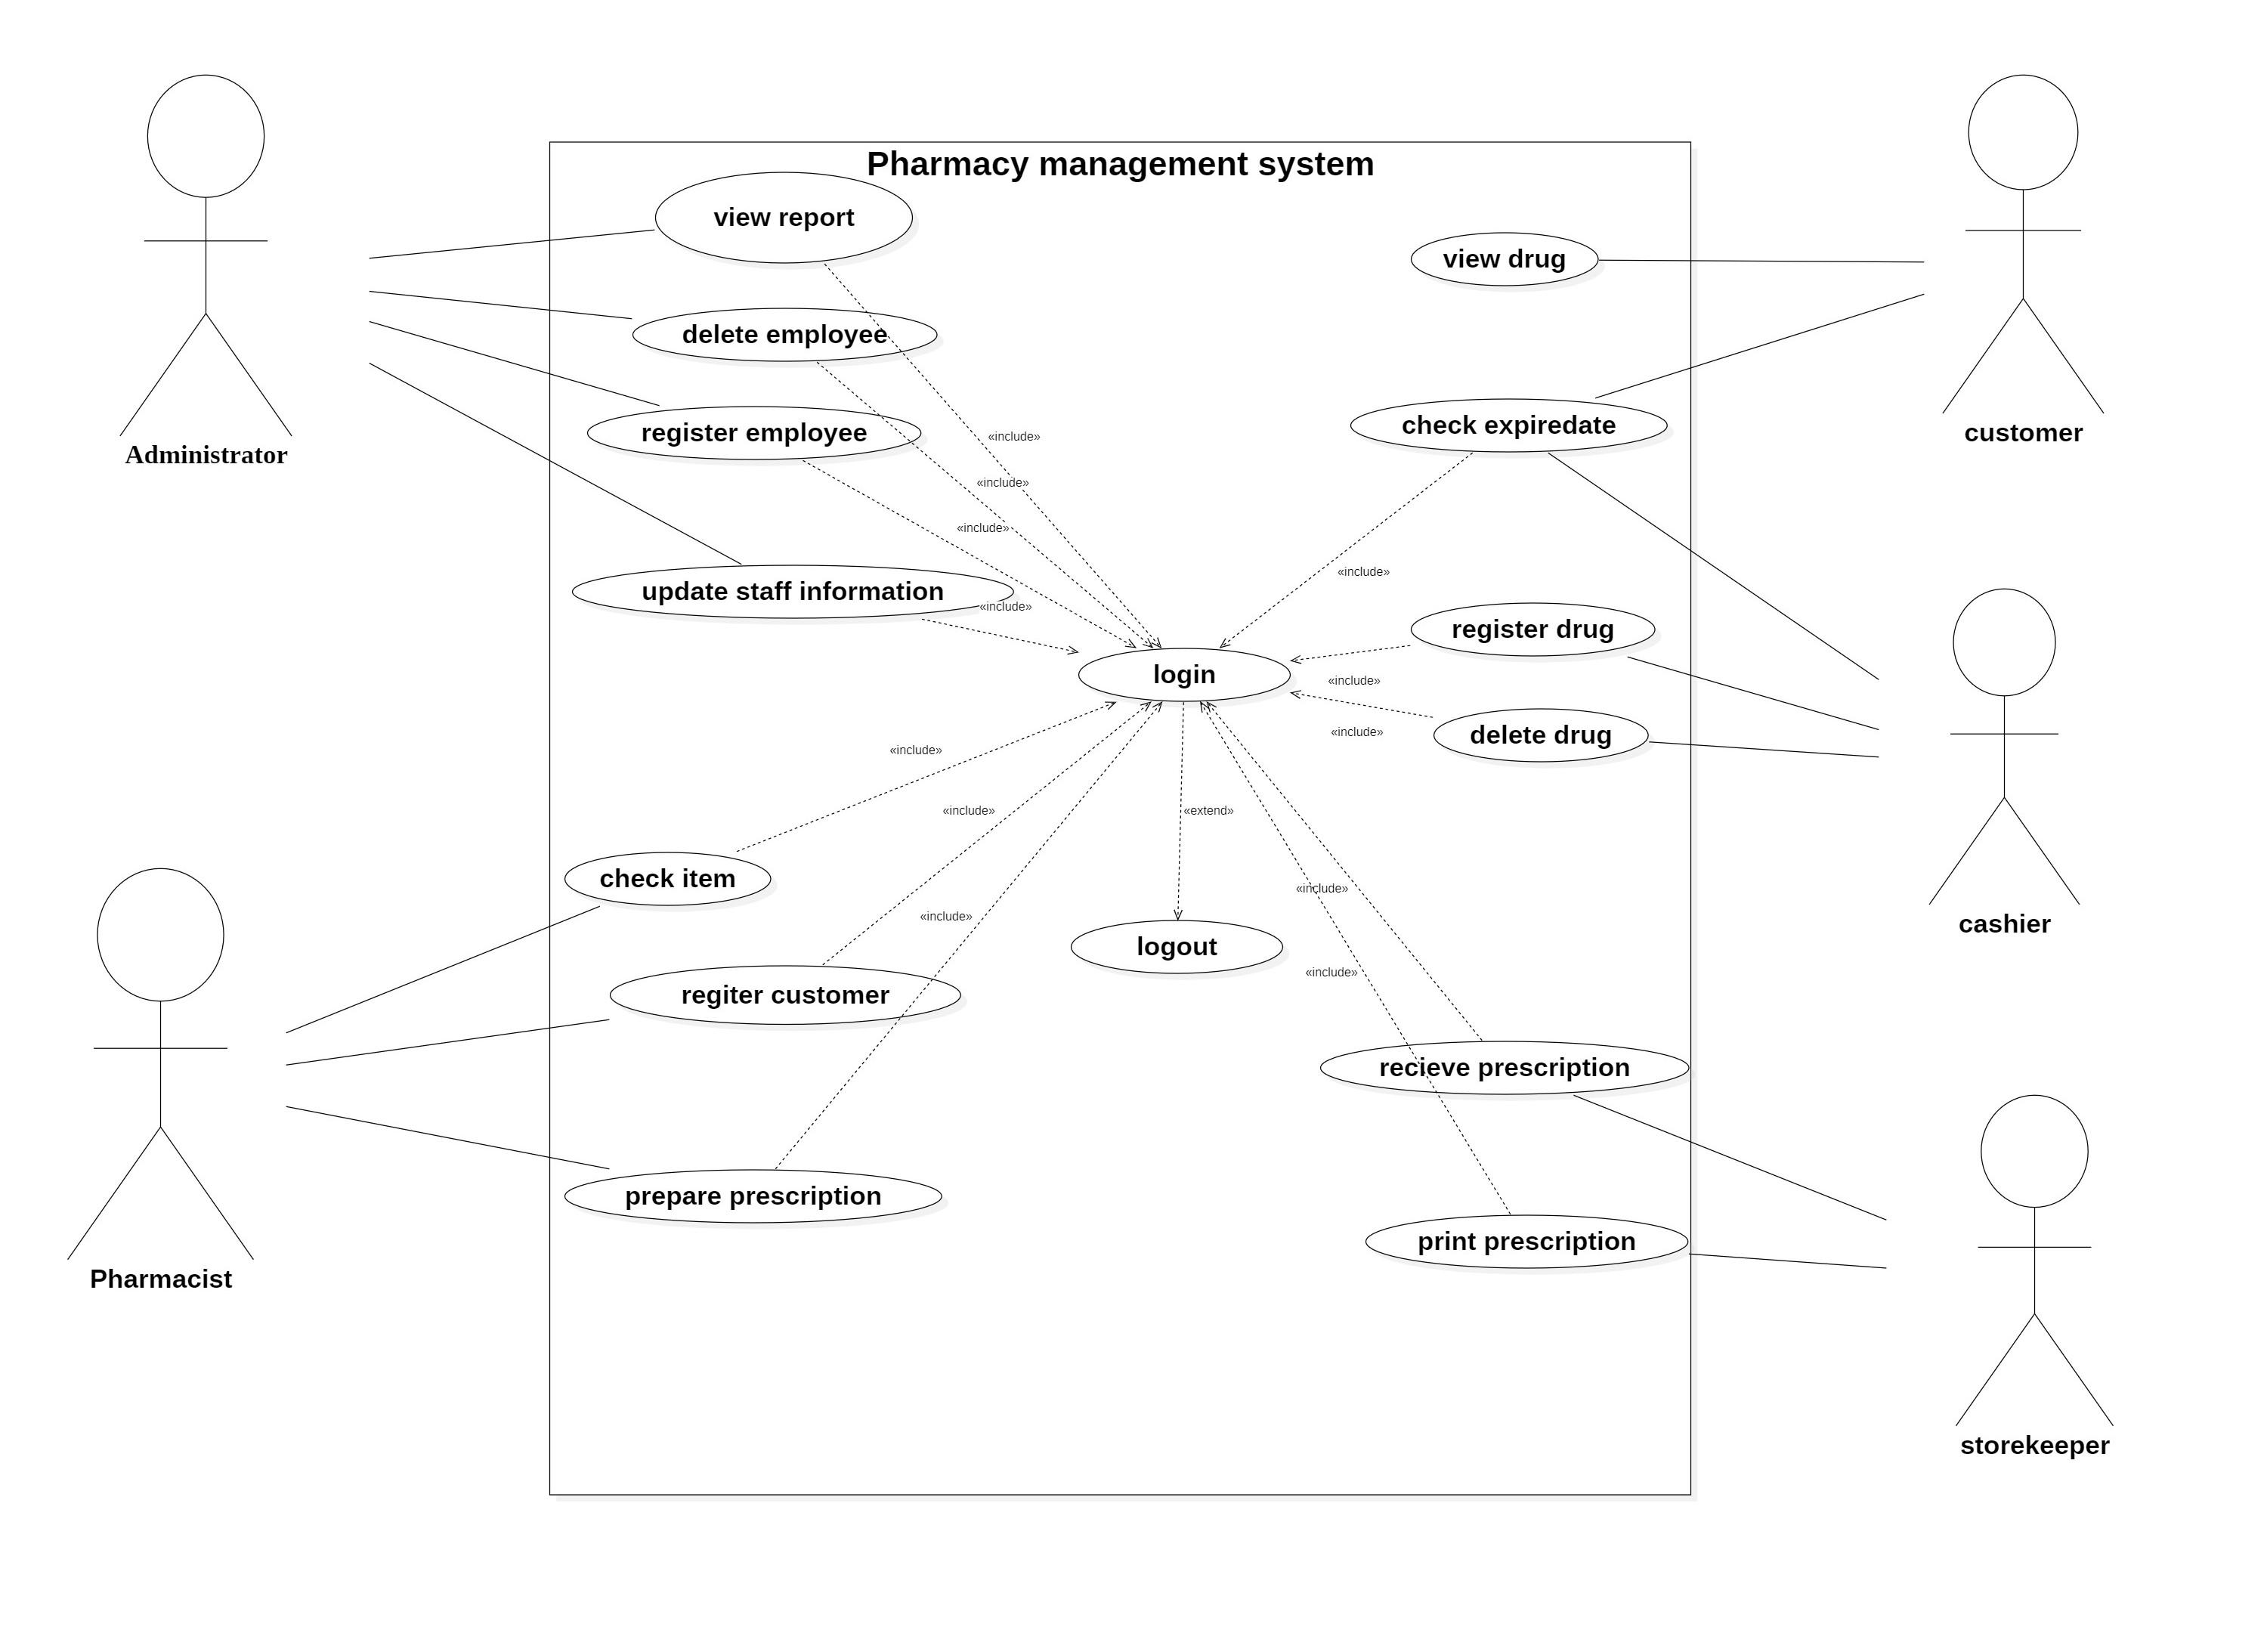 Pharmacy management system
view report
view drug
delete employee
check expiredate
register employee
customer
«include»
Administrator
«include»
«include»
«include»
update staff information
«include»
register drug
login
«include»
delete drug
«include»
«include»
«include»
«extend»
check item
«include»
«include»
cashier
logout
«include»
regiter customer
recieve prescription
prepare prescription
print prescription
Pharmacist
storekeeper